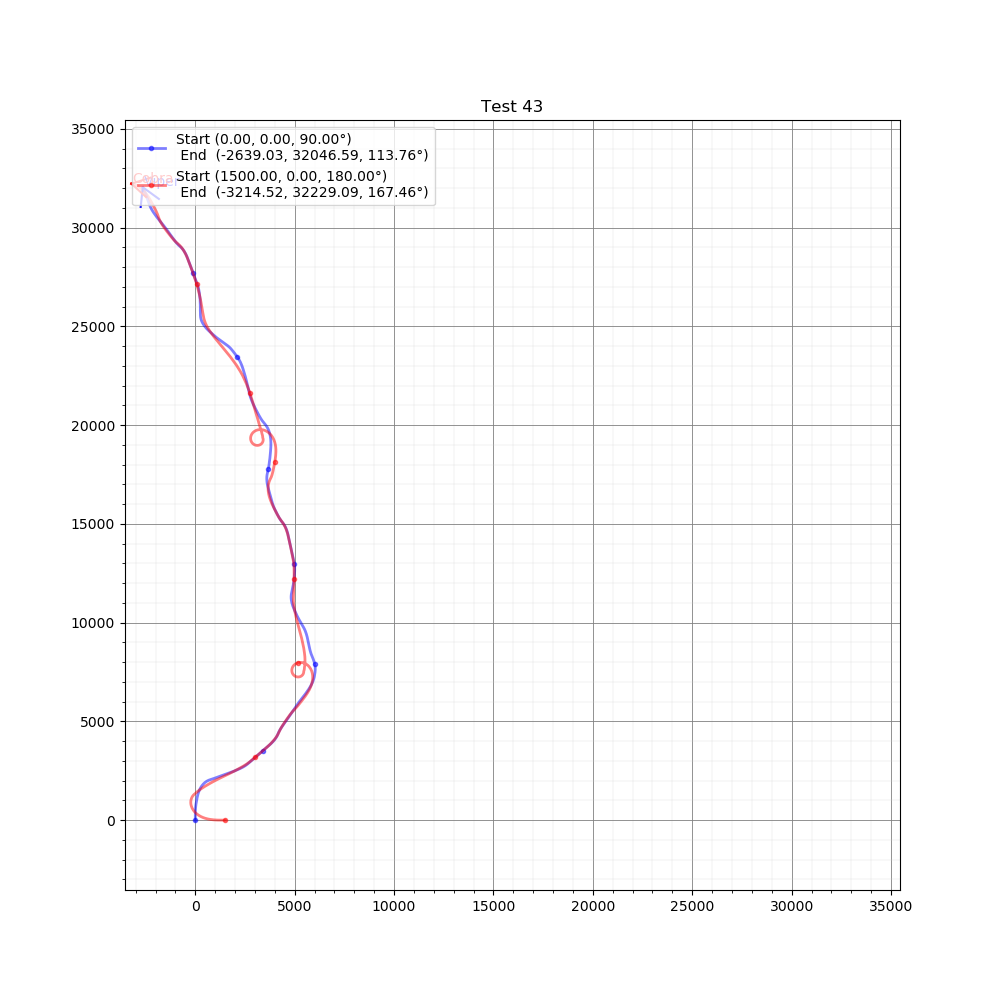 Test 43
35000
Start (0.00, 0.00, 90.00°)
End (-2639.03, 32046.59, 113.76°)
Start (1500.00, 0.00, 180.00°)
End (-3214.52, 32229.09, 167.46°)
Cobra
30000
25000
20000
15000
10000
5000
0
0 5000 10000 15000 20000 25000 30000 35000